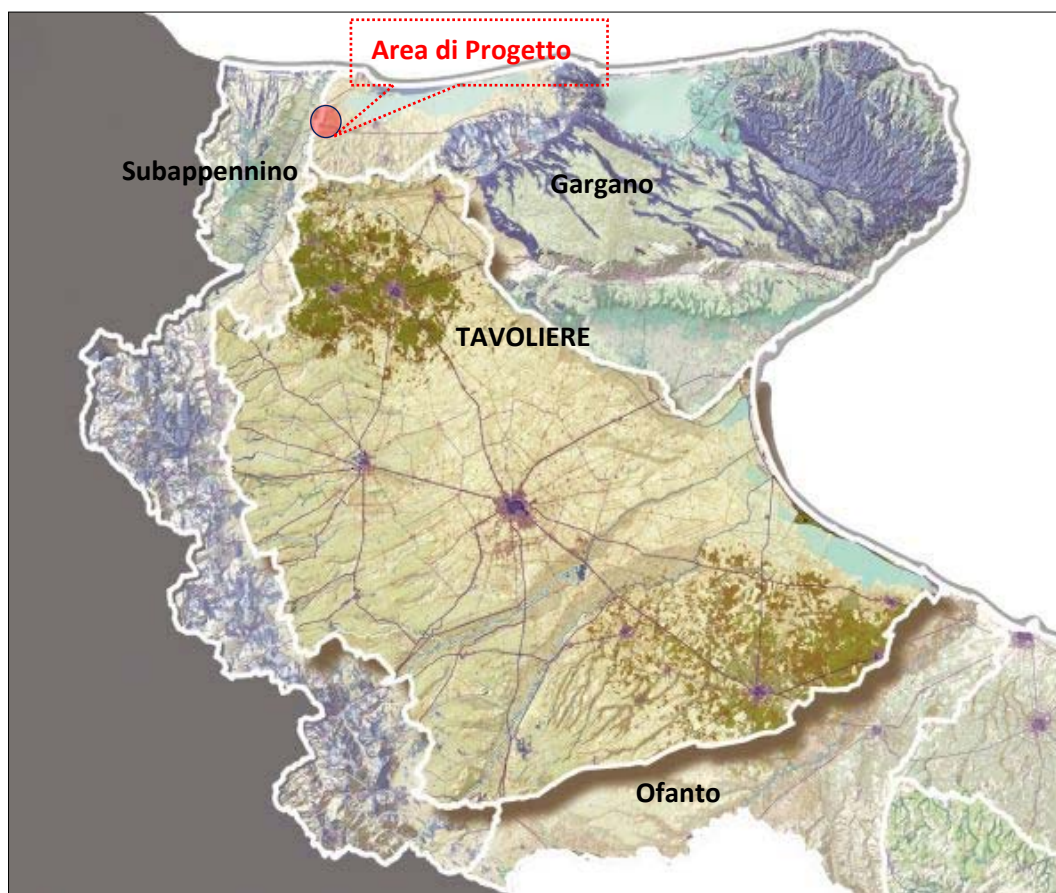 Area di Progetto
Subappennino
Gargano
TAVOLIERE
Ofanto